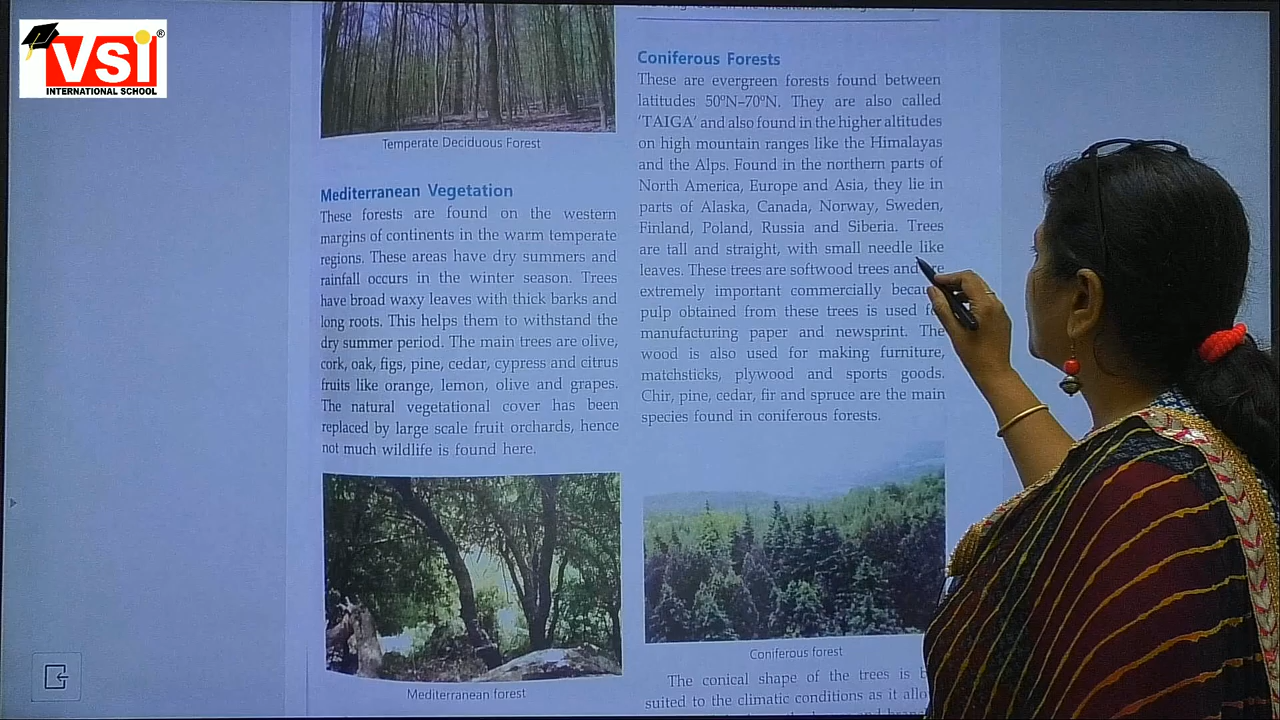 VSI
®
INTERNATIONAL SCHOOL
Temperate Deciduous Forest
Mediterranean Vegetation
These forests are found on the western
margins of continents in the warm temperate
regions. These areas have dry summers and
rainfall occurs in the winter season. Trees
have broad waxy leaves with thick barks and
long roots. This helps them to withstand the
dry summer period. The main trees are olive,
cork, oak, figs, pine, cedar, cypress and citrus
fruits like orange, lemon, olive and grapes.
The natural vegetational cover has been
replaced by large scale fruit orchards, hence
not much wildlife is found here.
Mediterranean forest
Coniferous Forests
These are evergreen forests found between
latitudes 50°N–70°N. They are also called
‘TAIGA’ and also found in the higher altitudes
on high mountain ranges like the Himalayas
and the Alps. Found in the northern parts of
North America, Europe and Asia, they lie in
parts of Alaska, Canada, Norway, Sweden,
Finland, Poland, Russia and Siberia. Trees
are tall and straight, with small needle like
leaves. These trees are softwood trees and
extremely important commercially
pulp obtained from these trees is used
manufacturing paper and newsprint. The
wood is also used for making furniture,
matchsticks, plywood and sports goods.
Chir, pine, cedar, fir and spruce are the main
species found in coniferous forests.
Coniferous forest
The conical shape of the trees is
suited to the climatic conditions as it